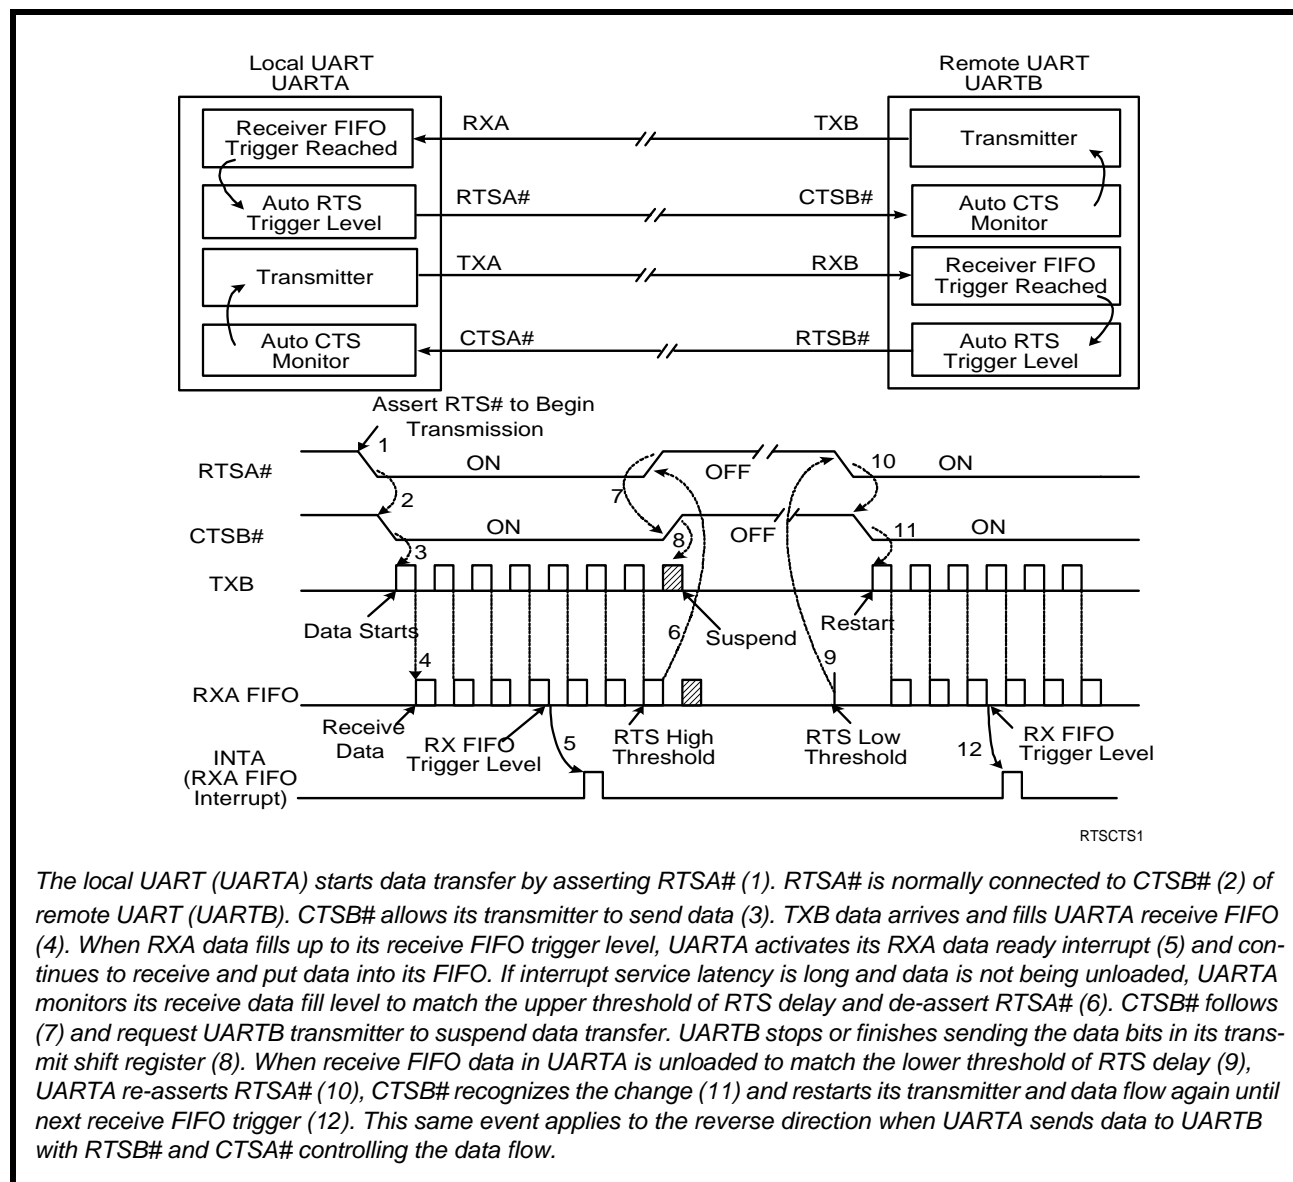 Local UART
UARTA
Remote UART
UARTB
Receiver FIFO
Trigger Reached
RXA
TXB
Transmitter
Auto RTS
Trigger Level
RTSA#
CTSB#
Auto CTS
Monitor
Transmitter
TXA
RXB
Receiver FIFO
Trigger Reached
Auto CTS
Monitor
CTSA#
RTSB#
Auto RTS
Trigger Level
Assert RTS# to Begin
Transmission
1
RTSA#
ON
OFF
10
ON
2
7
CTSB#
ON
8
OFF
11
ON
3
TXB
Data Starts
6
Suspend
Restart
4
9
RXA FIFO
Receive
Data
RX FIFO
Trigger Level
5
RTS High
Threshold
RTS Low
Threshold
12
RX FIFO
Trigger Level
INTA
(RXA FIFO
Interrupt)
RTSCTS1
The local UART (UARTA) starts data transfer by asserting RTSA# (1). RTSA# is normally connected to CTSB# (2) of
remote UART (UARTB). CTSB# allows its transmitter to send data (3). TXB data arrives and fills UARTA receive FIFO
(4). When RXA data fills up to its receive FIFO trigger level, UARTA activates its RXA data ready interrupt (5) and con-
tinues to receive and put data into its FIFO. If interrupt service latency is long and data is not being unloaded, UARTA
monitors its receive data fill level to match the upper threshold of RTS delay and de-assert RTSA# (6). CTSB# follows
(7) and request UARTB transmitter to suspend data transfer. UARTB stops or finishes sending the data bits in its trans-
mit shift register (8). When receive FIFO data in UARTA is unloaded to match the lower threshold of RTS delay (9),
UARTA re-asserts RTSA# (10), CTSB# recognizes the change (11) and restarts its transmitter and data flow again until
next receive FIFO trigger (12). This same event applies to the reverse direction when UARTA sends data to UARTB
with RTSB# and CTSA# controlling the data flow.